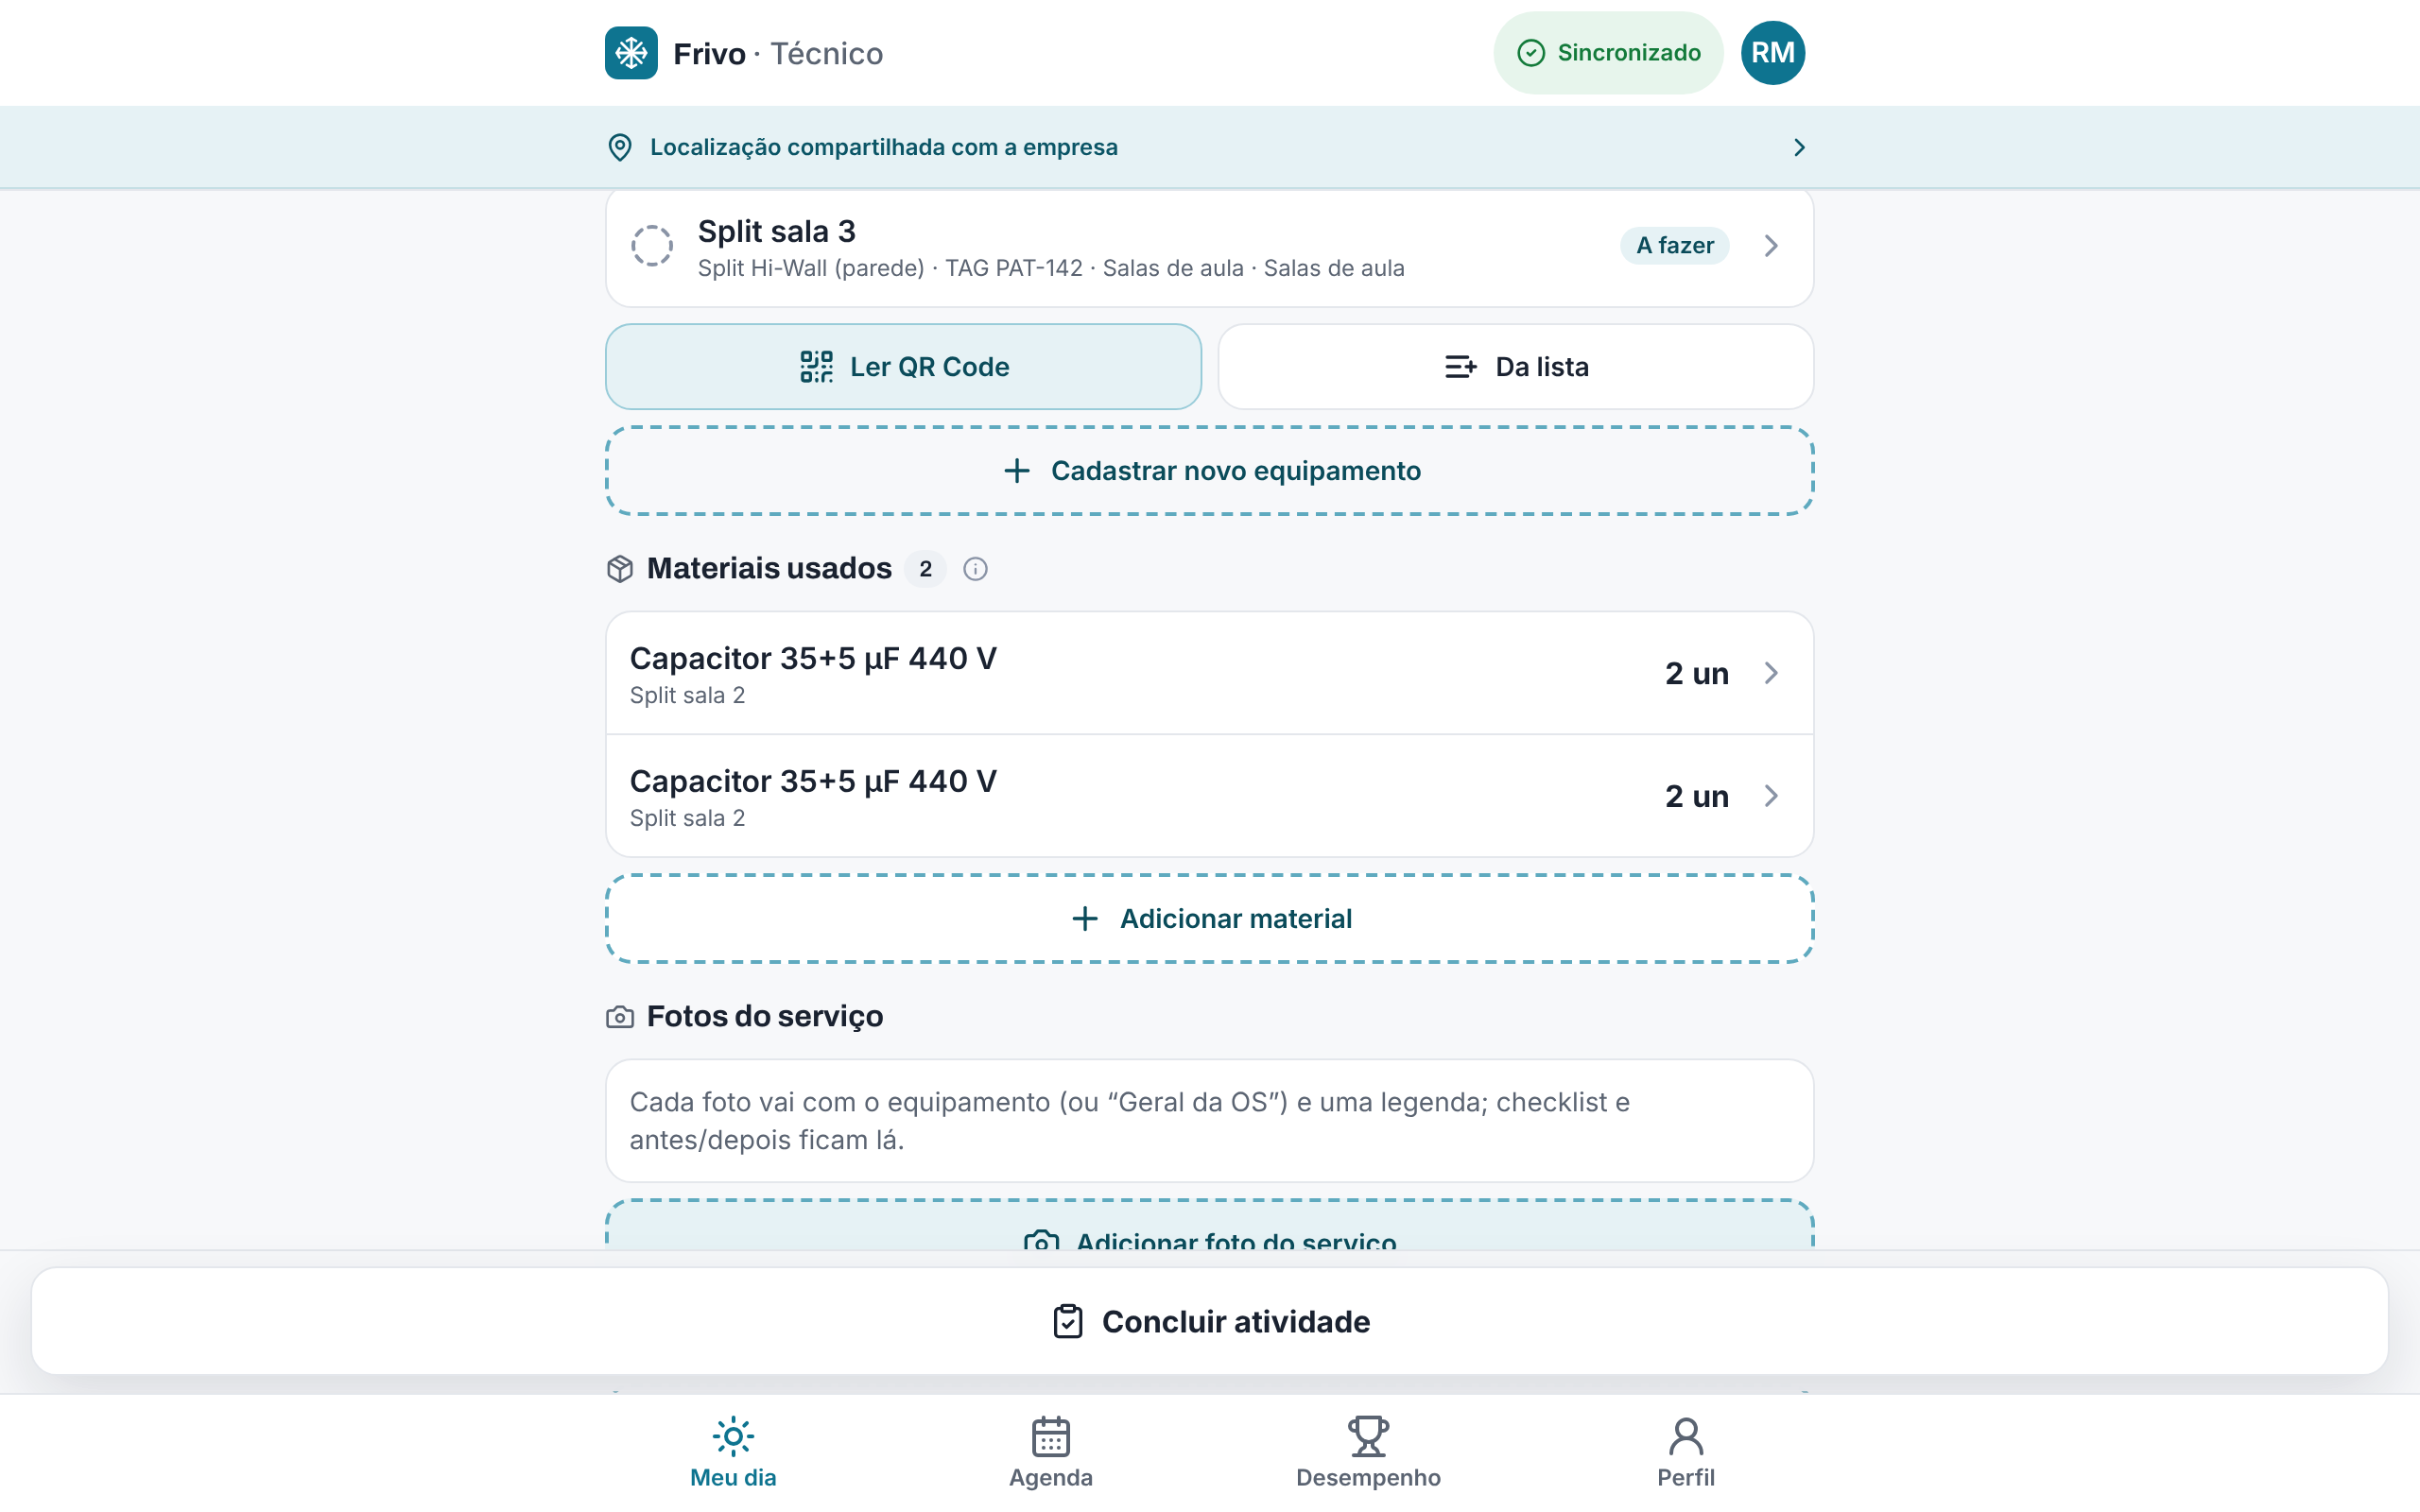 Frivo · Técnico
Sincronizado
RM
Localização compartilhada com a empresa
Split sala 3
Split Hi-Wall (parede) · TAG PAT-142 · Salas de aula · Salas de aula
A fazer
Ler QR Code
Da lista
Cadastrar novo equipamento
Materiais usados 2
Capacitor 35+5 µF 440 V
Split sala 2
2 un
Capacitor 35+5 µF 440 V
Split sala 2
2 un
Adicionar material
Fotos do serviço
Cada foto vai com o equipamento (ou “Geral da OS”) e uma legenda; checklist e
antes/depois ficam lá.
Adicionar foto do serviço
Concluir atividade
Meu dia
Agenda
Desempenho
Perfil